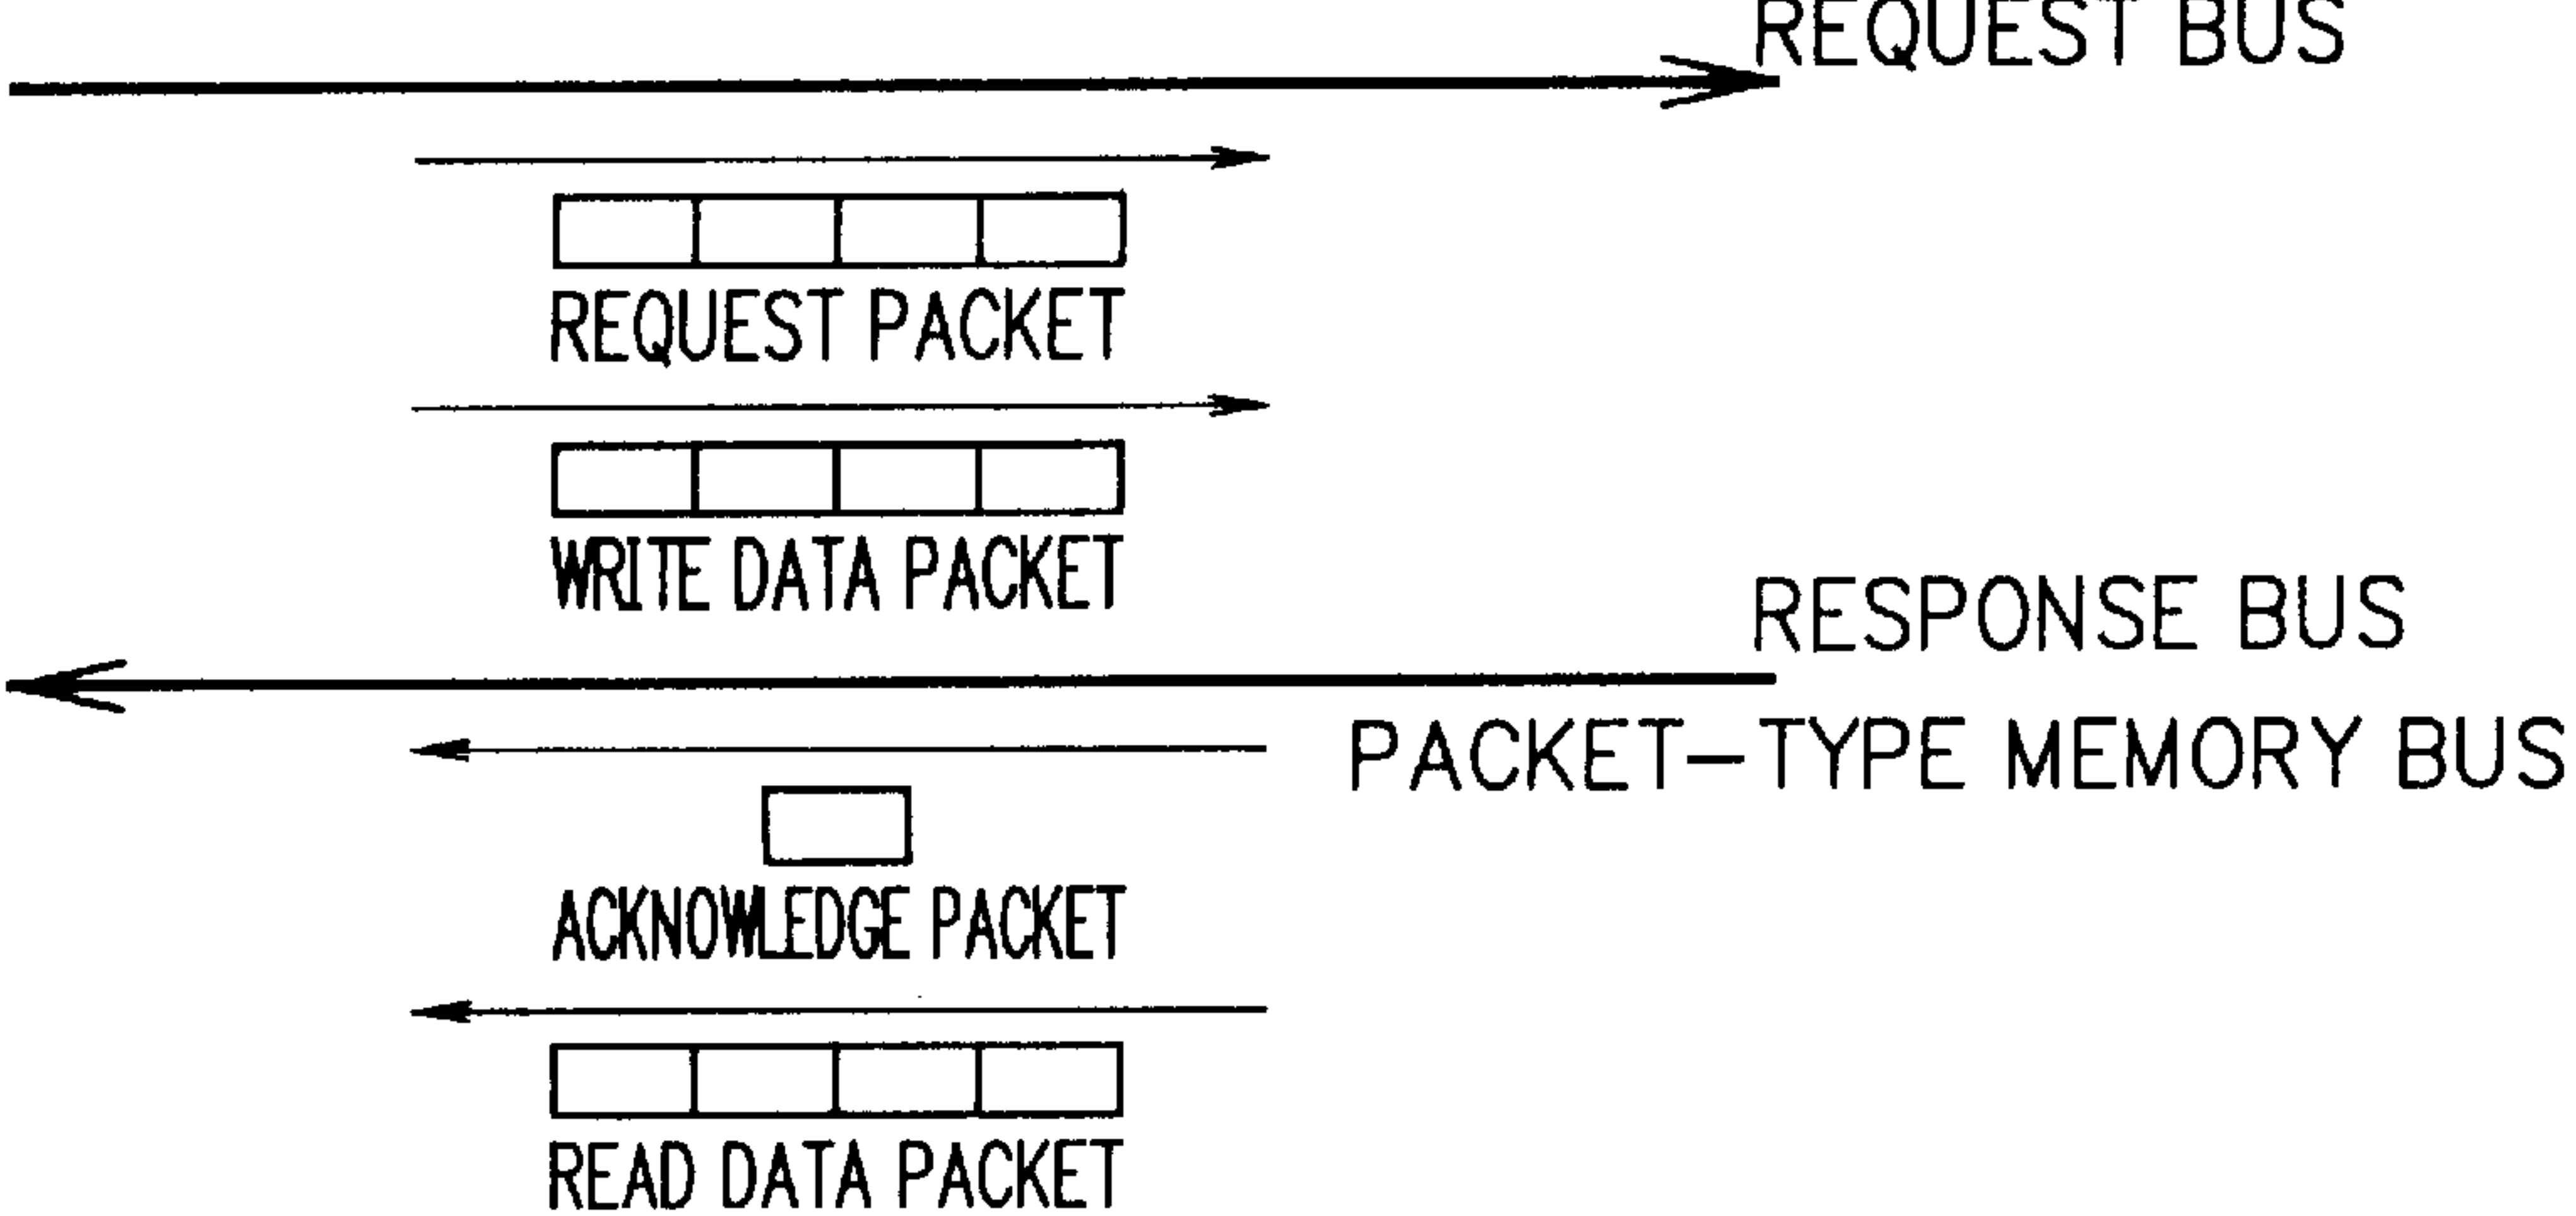 REQUEST BUS
REQUEST PACKET
WRITE DATA PACKET
RESPONSE BUS
PACKET-TYPE MEMORY BUS
ACKNOWLEDGE PACKET
READ DATA PACKET